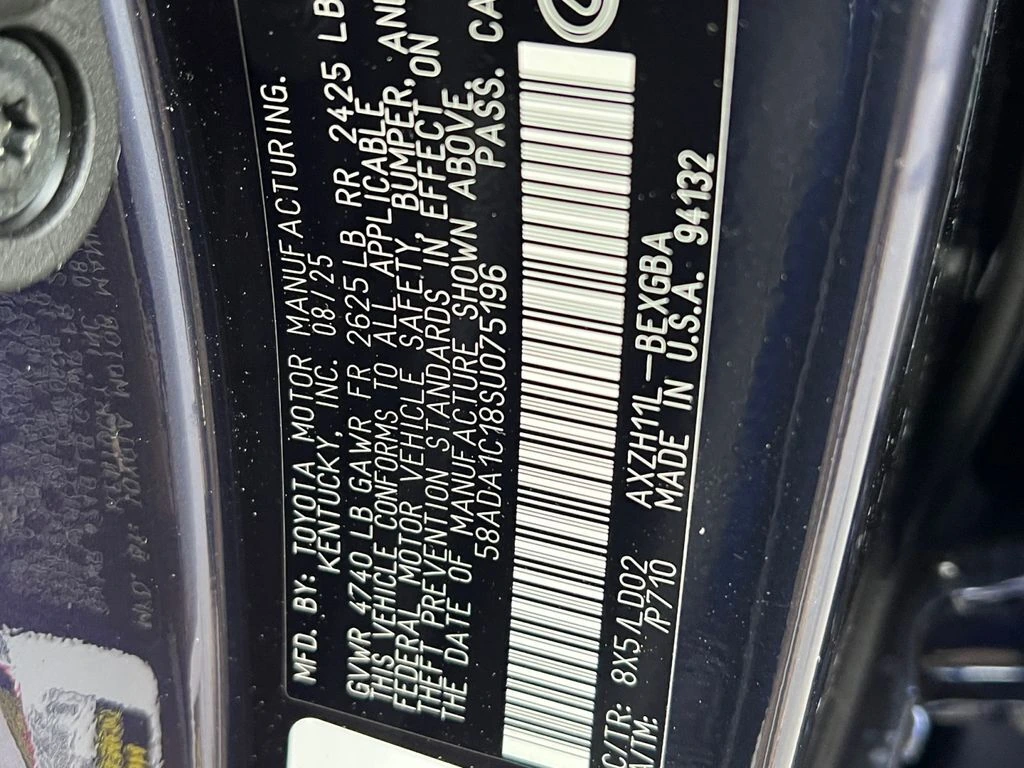 MFD. BY: TOYOTA MOTOR MANUFACTURING.
KENTUCKY, INC. 08/25
GVWR 4740 LB GAWR FR 2625 LB RR 2425 LB
THIS VEHICLE CONFORMS TO ALL APPLICABLE
FEDERAL MOTOR VEHICLE SAFETY, BUMPER, AND
THEFT PREVENTION STANDARDS IN EFFECT ON
THE DATE OF MANUFACTURE SHOWN ABOVE.
58ADA1C18SU075196 PASS. CA
C/TR: 8X5/LD02 AXZH11L-BEXGBA
A/TM: /P710 MADE IN U.S.A. 94132